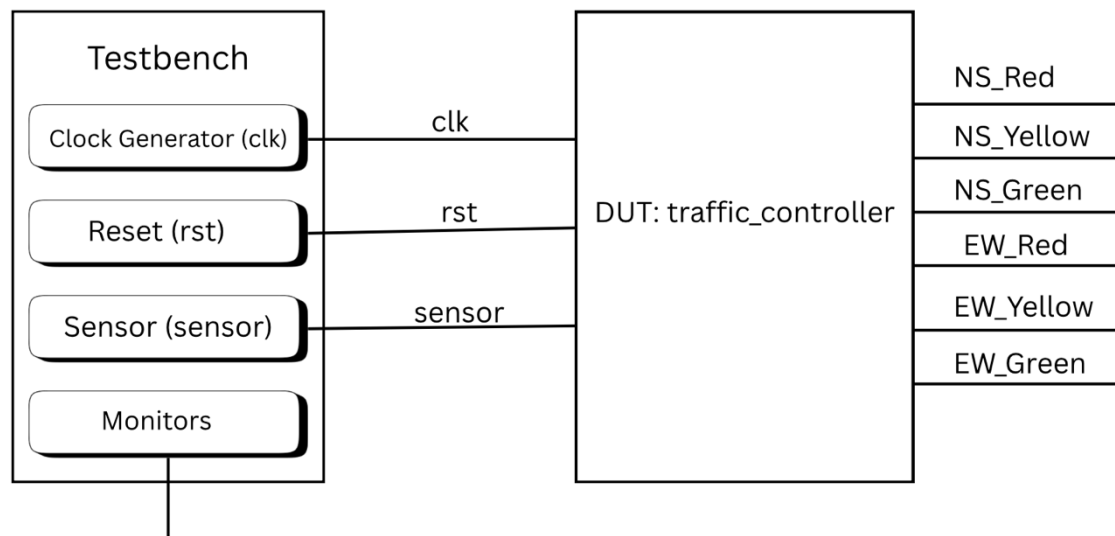 Testbench
Clock Generator (clk)
Reset (rst)
Sensor (sensor)
Monitors
clk
rst
sensor
DUT: traffic_controller
NS_Red
NS_Yellow
NS_Green
EW_Red
EW_Yellow
EW_Green